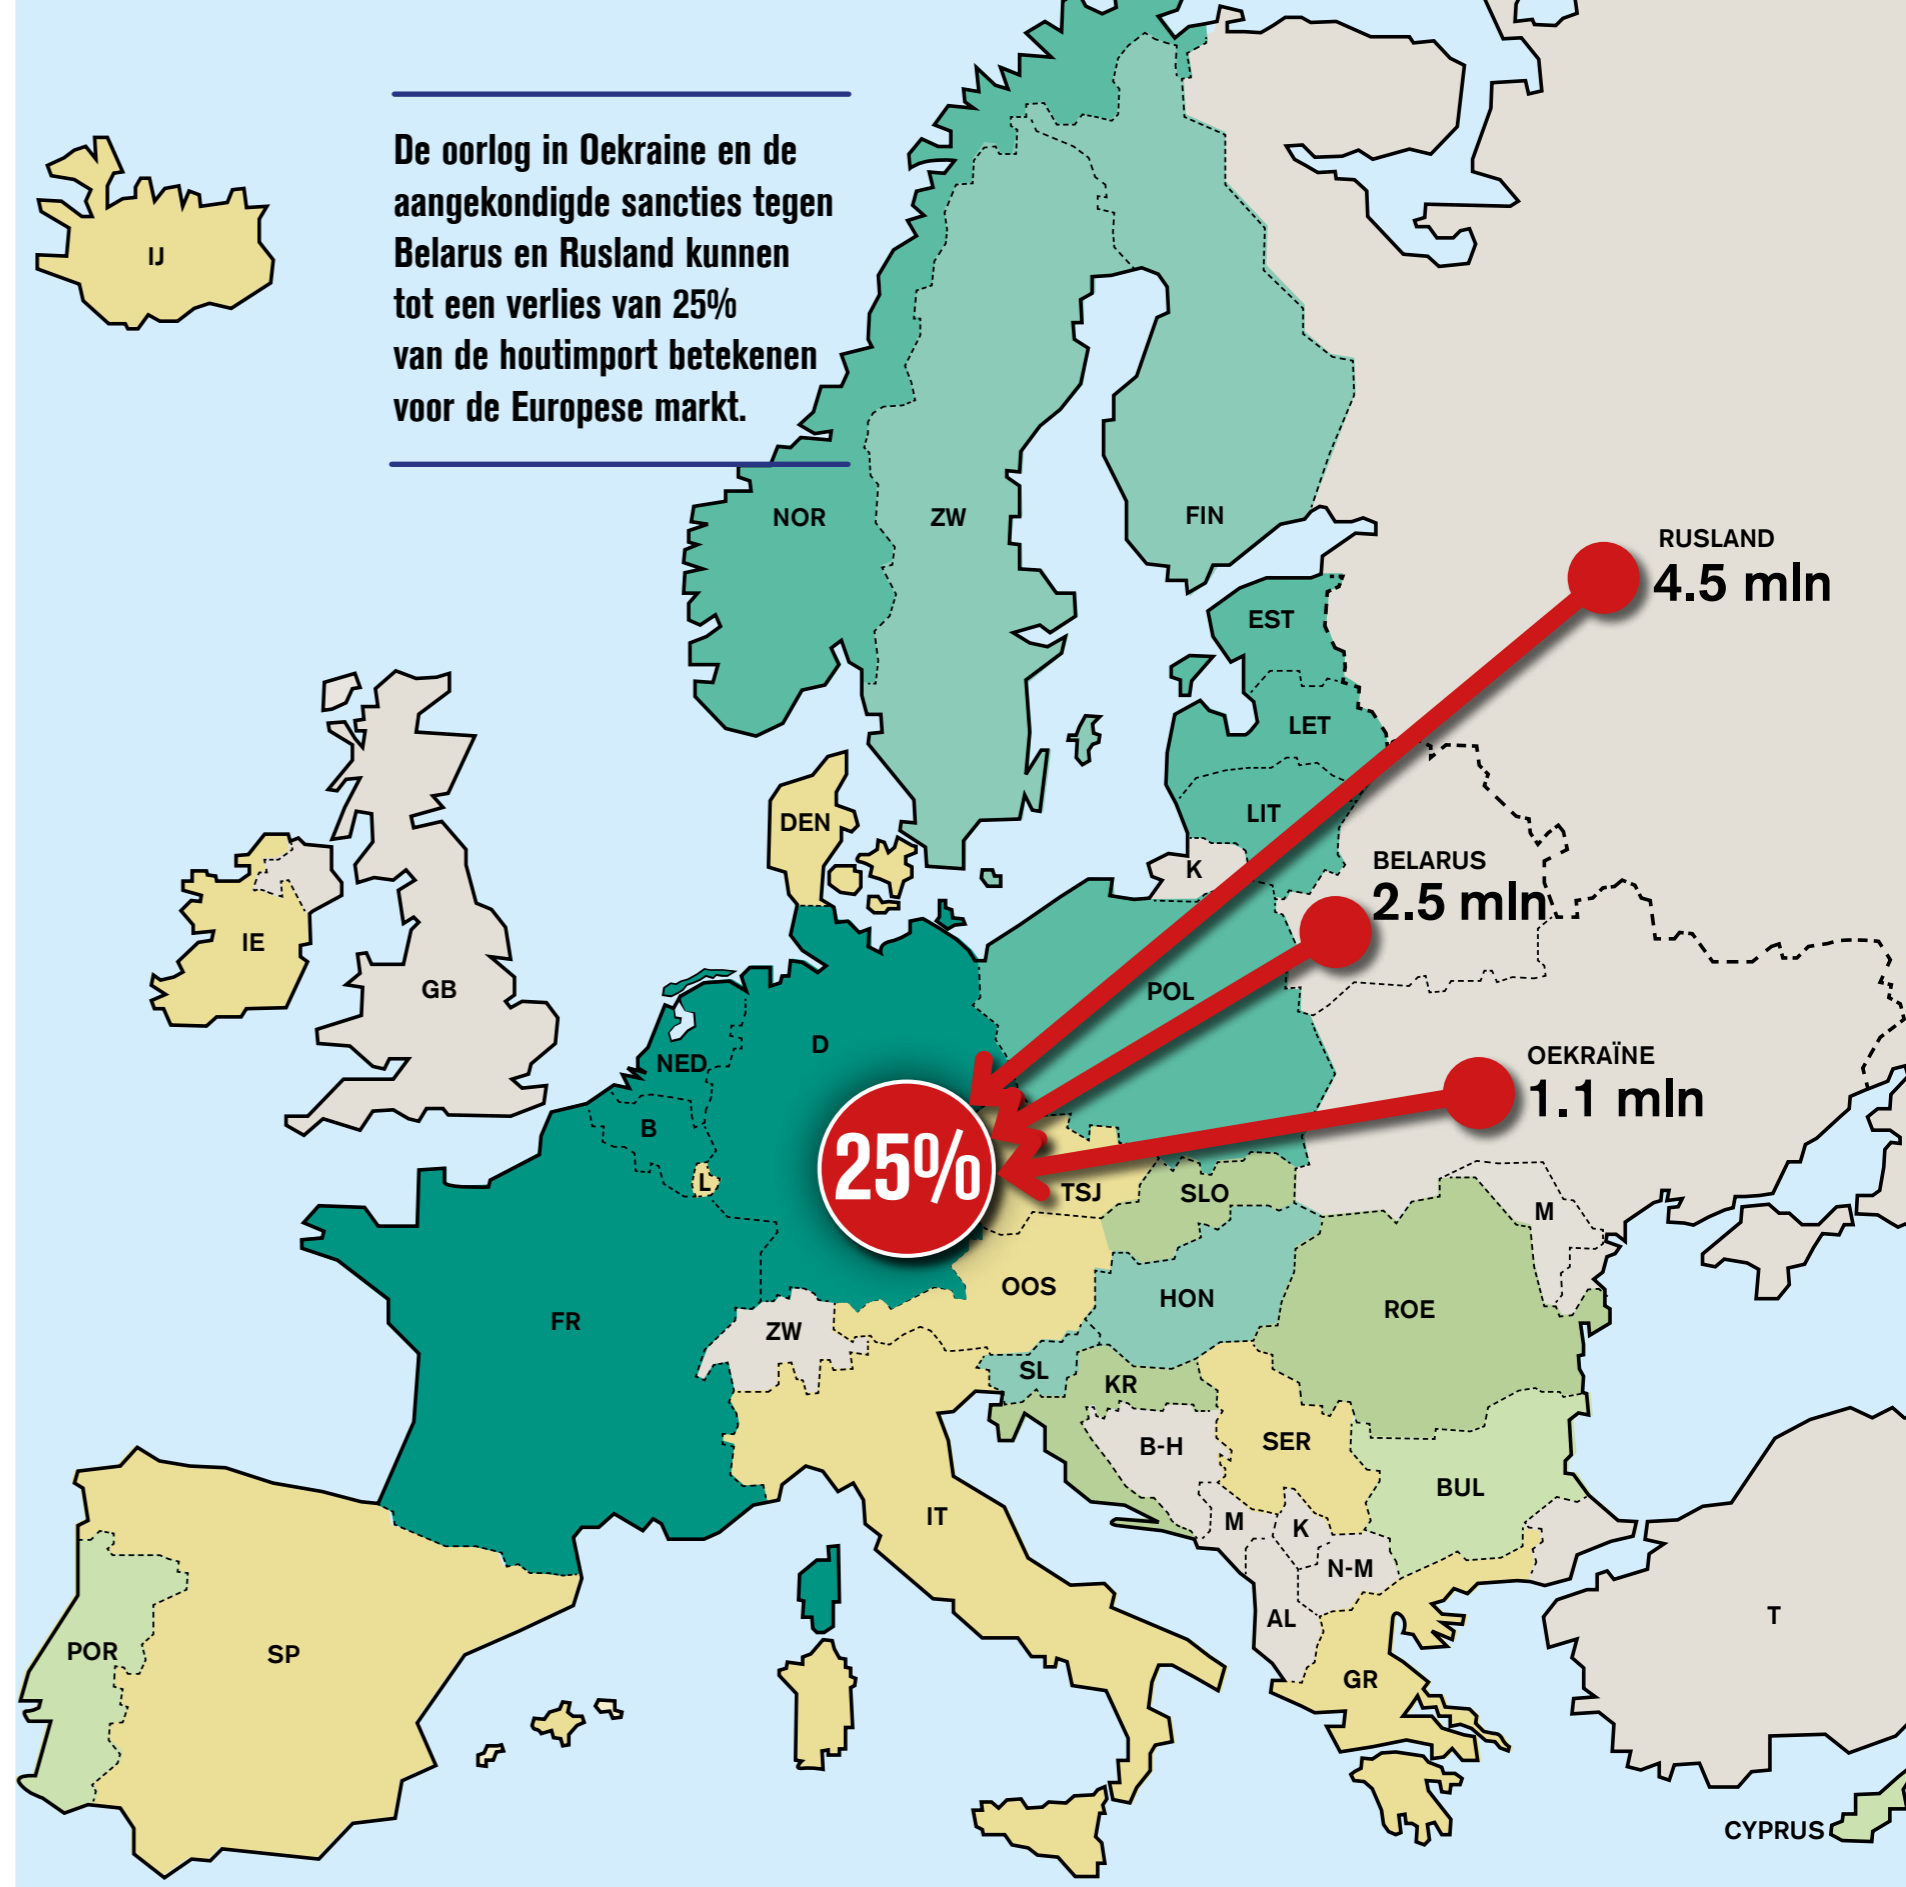 De oorlog in Oekraine en de
aangekondigde sancties tegen
Belarus en Rusland kunnen
tot een verlies van 25%
van de houtimport betekenen
voor de Europese markt.
IJ
NOR
ZW
FIN
RUSLAND
4.5 mln
EST
LET
LIT
DEN
K
BELARUS
2.5 mln
IE
GB
POL
D
NED
OEKRAÏNE
1.1 mln
B
25%
L
TSJ
SLO
M
OOS
HON
ROE
FR
ZW
SL
KR
B-H
SER
BUL
IT
M
K
N-M
AL
T
POR
SP
GR
CYPRUS